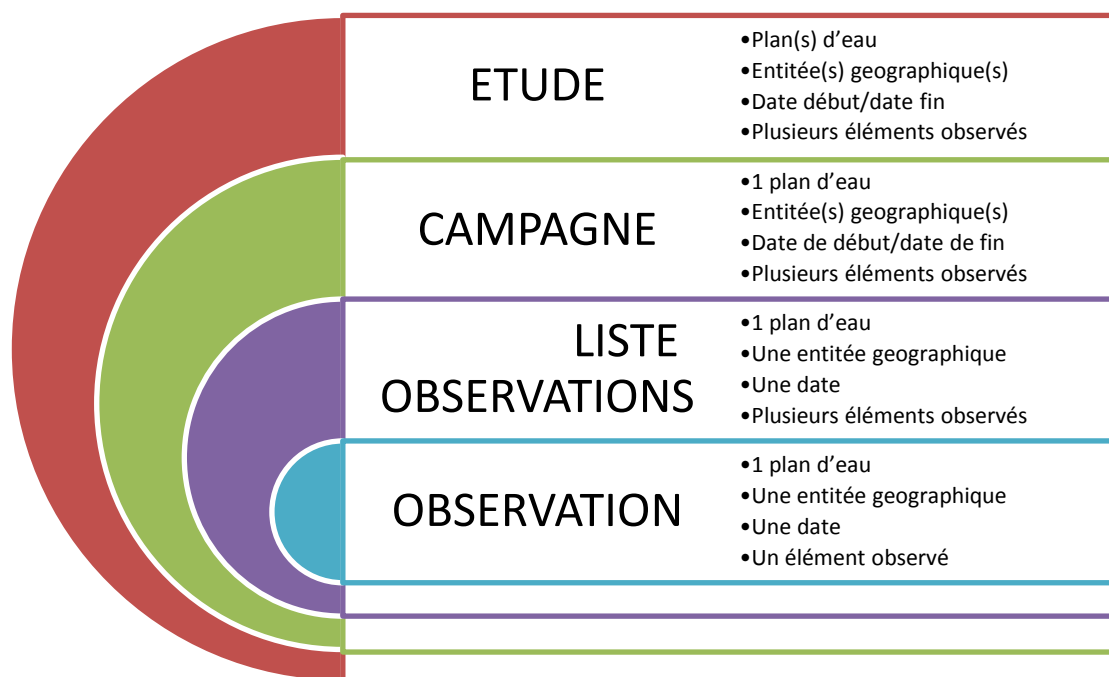 ETUDE
•Plan(s) d’eau
•Entitée(s) geographique(s)
•Date début/date fin
•Plusieurs éléments observés
CAMPAGNE
•1 plan d’eau
•Entitée(s) geographique(s)
•Date de début/date de fin
•Plusieurs éléments observés
LISTE
OBSERVATIONS
•1 plan d’eau
•Une entitée geographique
•Une date
•Plusieurs éléments observés
OBSERVATION
•1 plan d’eau
•Une entitée geographique
•Une date
•Un élément observé